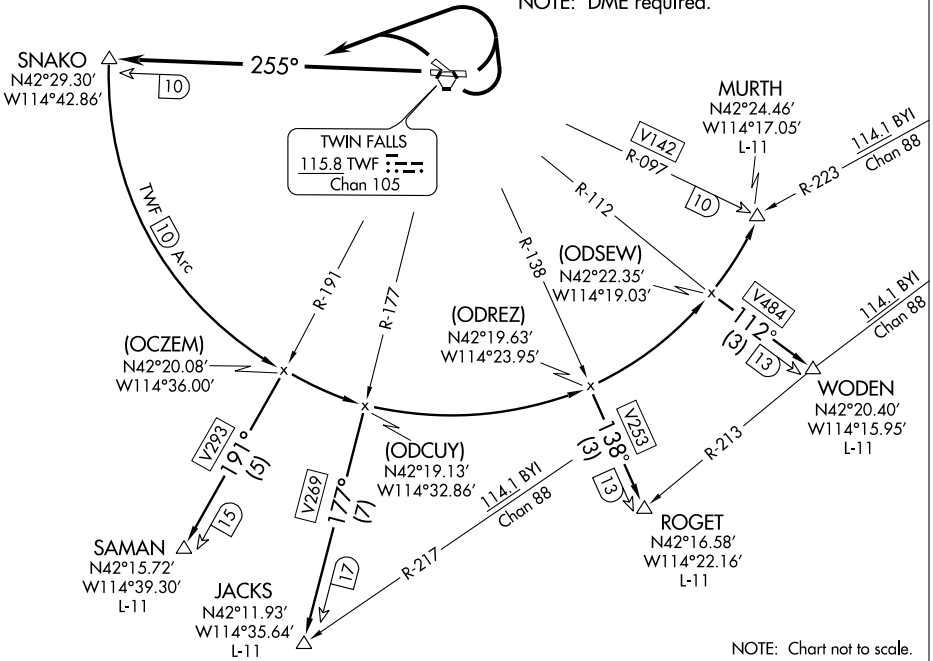 NOTE: DME required.
SNAKO
N42°29.30′
W114°42.86′
10
255°
TWIN FALLS
115.8 TWF
Chan 105
MURTH
N42°24.46′
W114°17.05′
L-11
V142
R-097
10
114.1 BYI
Chan 88
R-223
TWF 10 Arc
R-191
R-177
R-138
R-112
(ODSEW)
N42°22.35′
W114°19.03′
(ODREZ)
N42°19.63′
W114°23.95′
(OCZEM)
N42°20.08′
W114°36.00′
V484
112°
(3)
13
114.1 BYI
Chan 88
WODEN
N42°20.40′
W114°15.95′
L-11
R-213
V293
191°
(5)
15
V269
177°
(7)
17
(ODCUY)
N42°19.13′
W114°32.86′
114.1 BYI
Chan 88
R-217
V253
138°
(3)
13
ROGET
N42°16.58′
W114°22.16′
L-11
SAMAN
N42°15.72′
W114°39.30′
L-11
JACKS
N42°11.93′
W114°35.64′
L-11
NOTE: Chart not to scale.